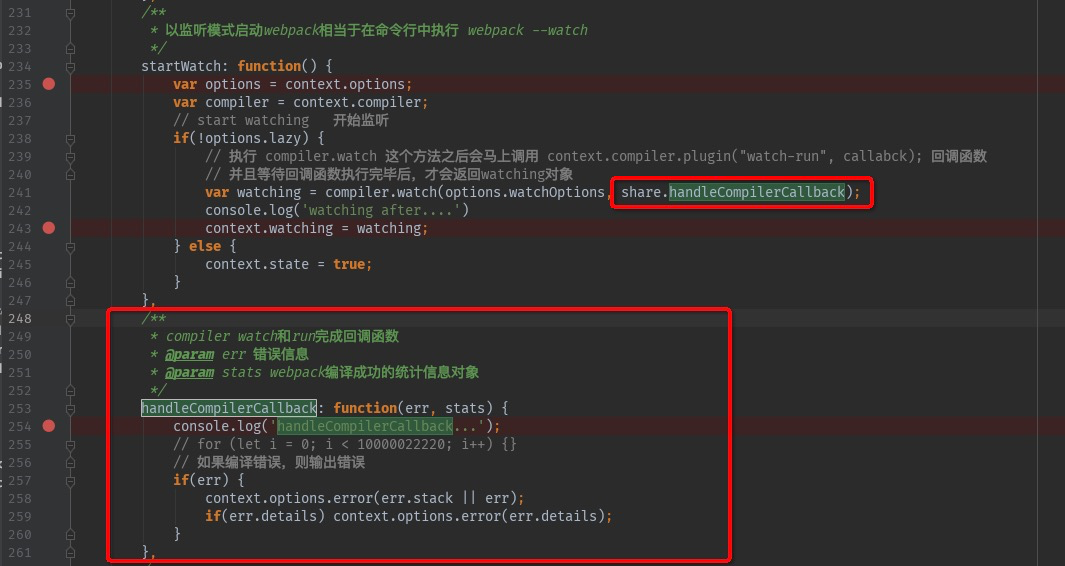 231 /**
232 * 以监听模式启动webpack相当于在命令行中执行 webpack --watch
233 */
234 startWatch: function() {
235 var options = context.options;
236 var compiler = context.compiler;
237 // start watching 开始监听
238 if(!options.lazy) {
239 // 执行 compiler.watch 这个方法之后会马上调用 context.compiler.plugin("watch-run", callabck); 回调函数
240 // 并且等待回调函数执行完毕后，才会返回watching对象
241 var watching = compiler.watch(options.watchOptions, share.handleCompilerCallback);
242 console.log('watching after....')
243 context.watching = watching;
244 } else {
245 context.state = true;
246 }
247 },
248 /**
249 * compiler watch和run完成回调函数
250 * @param err 错误信息
251 * @param stats webpack编译成功的统计信息对象
252 */
253 handleCompilerCallback: function(err, stats) {
254 console.log('handleCompilerCallback...');
255 // for (let i = 0; i < 10000022220; i++) {}
256 // 如果编译错误，则输出错误
257 if(err) {
258 context.options.error(err.stack || err);
259 if(err.details) context.options.error(err.details);
260 }
261 },